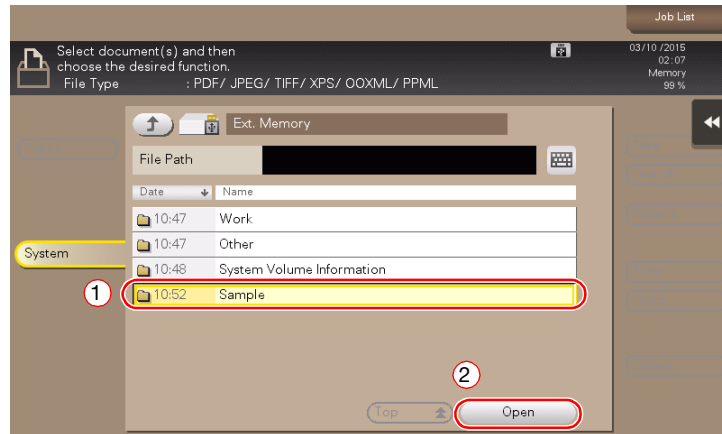 Job List
Select document(s) and then
choose the desired function.
File Type : PDF/ JPEG/ TIFF/ XPS/ OOXML/ PPML
03/10 /2015
02:07
Memory
99 %
Ext. Memory
File Path
Date Name
10:47 Work
10:47 Other
System
10:48 System Volume Information
1
10:52 Sample
2
Top
Open